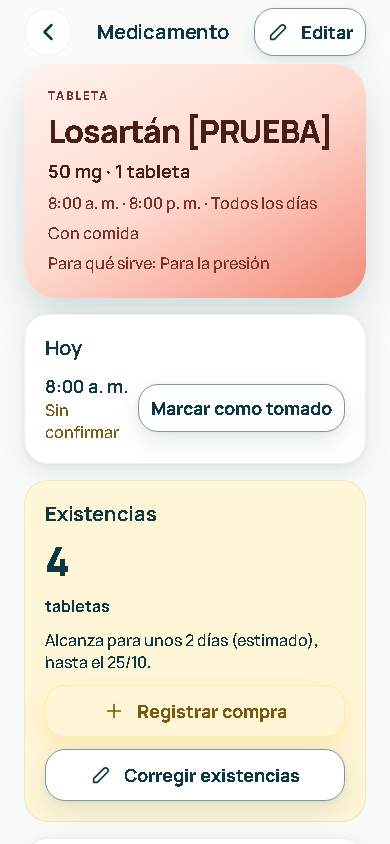 Medicamento
Editar
TABLETA
Losartán [PRUEBA]
50 mg · 1 tableta
8:00 a. m. · 8:00 p. m. · Todos los días
Con comida
Para qué sirve: Para la presión
Hoy
8:00 a. m.
Sin
confirmar
Marcar como tomado
Existencias
4
tabletas
Alcanza para unos 2 días (estimado),
hasta el 25/10.
Registrar compra
Corregir existencias